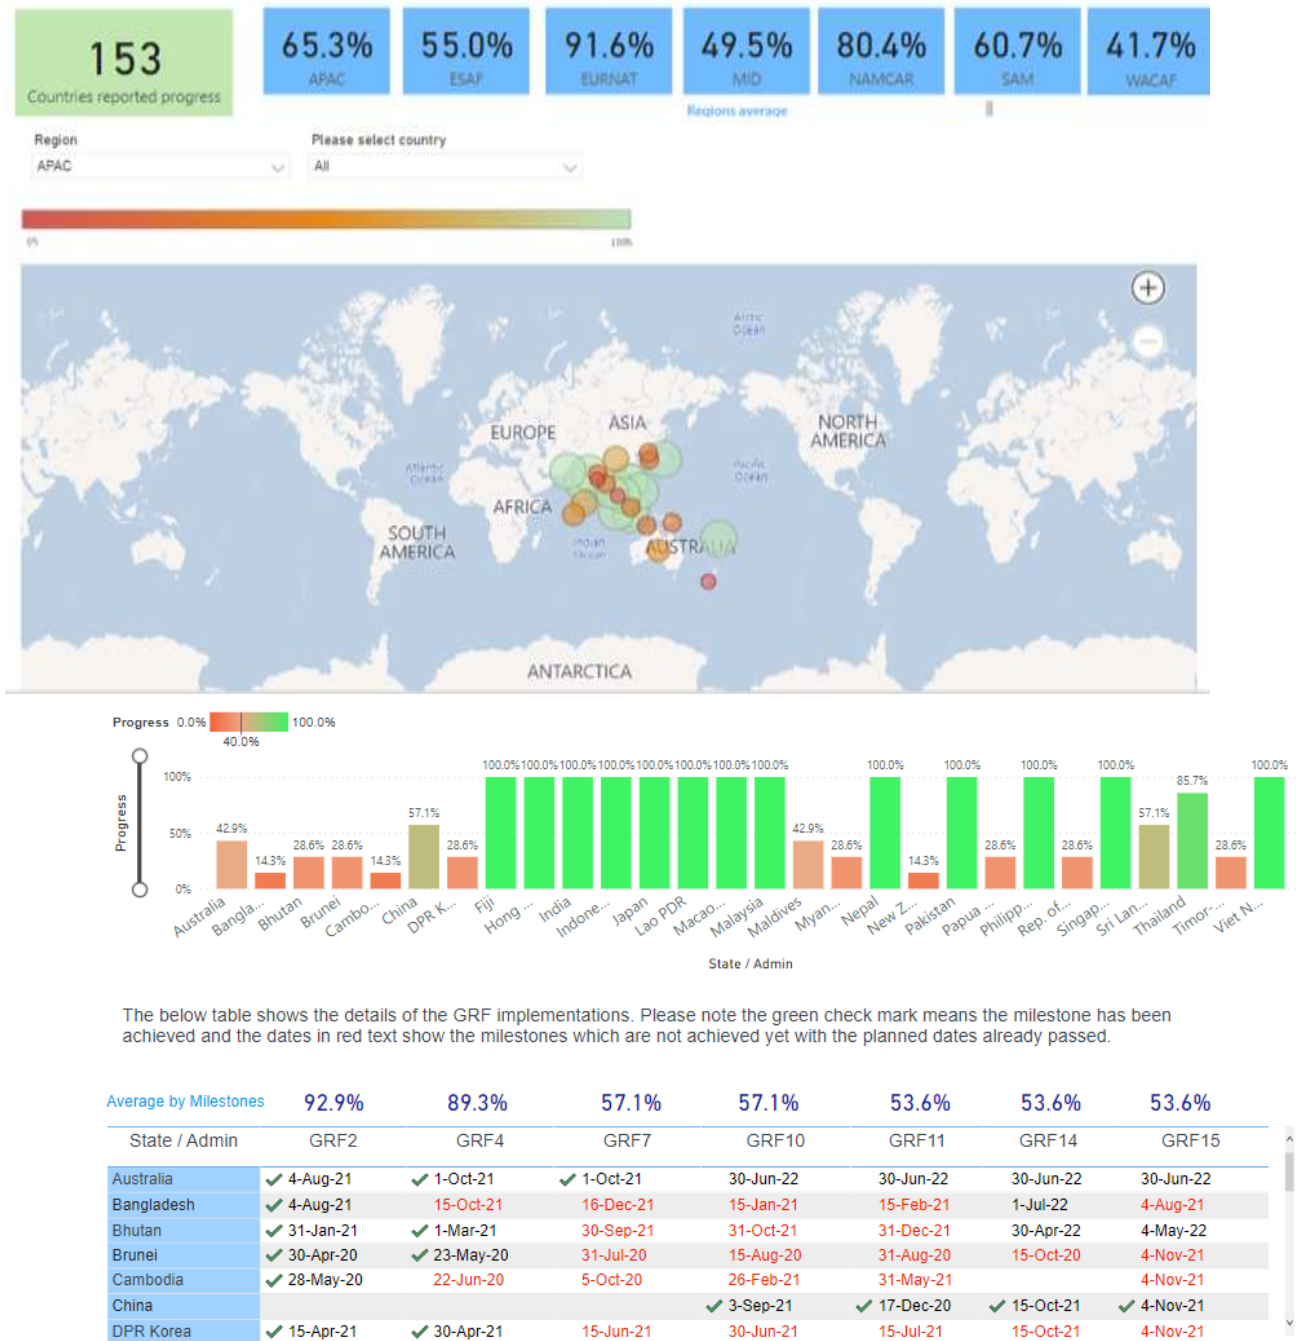 153
Countries reported progress
65.3%
APAC
55.0%
ESAF
91.6%
EURNAT
49.5%
MID
80.4%
NAMCAR
60.7%
SAM
41.7%
WACAF
Regions average
Region
Please select country
APAC
All
0%
100%
Arctic
Ocean
ASIA
EUROPE
NORTH
AMERICA
Atlantic
Ocean
Pacific
Ocean
AFRICA
SOUTH
AMERICA
Indian
Ocean
AUSTRALIA
ANTARCTICA
Progress 0.0% 100.0%
40.0%
100%
50%
0%
Progress
42.9% 14.3% 28.6% 28.6% 14.3% 57.1% 28.6% 100.0% 100.0% 100.0% 100.0% 100.0% 100.0% 100.0% 100.0% 42.9% 28.6% 100.0% 14.3% 100.0% 28.6% 100.0% 28.6% 100.0% 57.1% 85.7% 28.6% 100.0%
Australia Bangla... Bhutan Brunei Cambo... China DPR K... Fiji Hong ... India Indone... Japan Lao PDR Macao... Malaysia Maldives Myan... Nepal New Z... Pakistan Papua ... Philipp... Rep. of... Singap... Sri Lan... Thailand Timor-... Viet N...
State / Admin
The below table shows the details of the GRF implementations. Please note the green check mark means the milestone has been
achieved and the dates in red text show the milestones which are not achieved yet with the planned dates already passed.
Average by Milestones 92.9% 89.3% 57.1% 57.1% 53.6% 53.6% 53.6%
State / Admin GRF2 GRF4 GRF7 GRF10 GRF11 GRF14 GRF15
Australia ✓ 4-Aug-21 ✓ 1-Oct-21 ✓ 1-Oct-21 30-Jun-22 30-Jun-22 30-Jun-22 30-Jun-22
Bangladesh ✓ 4-Aug-21 15-Oct-21 16-Dec-21 15-Jan-21 15-Feb-21 1-Jul-22 4-Aug-21
Bhutan ✓ 31-Jan-21 ✓ 1-Mar-21 30-Sep-21 31-Oct-21 31-Dec-21 30-Apr-22 4-May-22
Brunei ✓ 30-Apr-20 ✓ 23-May-20 31-Jul-20 15-Aug-20 31-Aug-20 15-Oct-20 4-Nov-21
Cambodia ✓ 28-May-20 22-Jun-20 5-Oct-20 26-Feb-21 31-May-21 4-Nov-21
China ✓ 3-Sep-21 ✓ 17-Dec-20 ✓ 15-Oct-21 ✓ 4-Nov-21
DPR Korea ✓ 15-Apr-21 ✓ 30-Apr-21 15-Jun-21 30-Jun-21 15-Jul-21 15-Oct-21 4-Nov-21